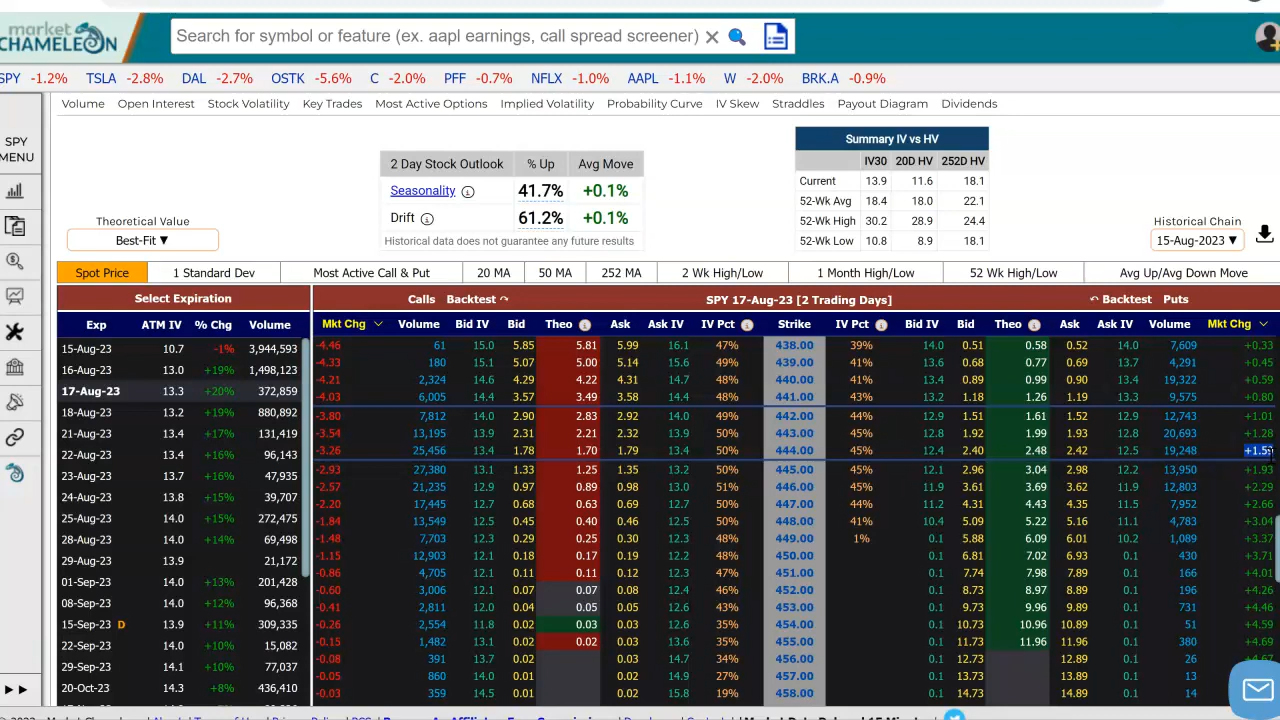 market
CHAMELEON
Search for symbol or feature (ex. aapl earnings, call spread screener)
SPY -1.2% TSLA -2.8% DAL -2.7% OSTK -5.6% C -2.0% PFF -0.7% NFLX -1.0% AAPL -1.1% W -2.0% BRK.A -0.9%
Volume Open Interest Stock Volatility Key Trades Most Active Options Implied Volatility Probability Curve IV Skew Straddles Payout Diagram Dividends
SPY
MENU
2 Day Stock Outlook % Up Avg Move
Seasonality 41.7% +0.1%
Drift 61.2% +0.1%
Historical data does not guarantee any future results
Summary IV vs HV
IV30 20D HV 252D HV
Current 13.9 11.6 18.1
52-Wk Avg 18.4 18.0 22.1
52-Wk High 30.2 28.9 24.4
52-Wk Low 10.8 8.9 18.1
Theoretical Value
Best-Fit ▼
Historical Chain
15-Aug-2023 ▼
Spot Price 1 Standard Dev Most Active Call & Put 20 MA 50 MA 252 MA 2 Wk High/Low 1 Month High/Low 52 Wk High/Low Avg Up/Avg Down Move
Select Expiration
Exp ATM IV % Chg Volume
15-Aug-23 10.7 -1% 3,944,593
16-Aug-23 13.0 +19% 1,498,123
17-Aug-23 13.3 +20% 372,859
18-Aug-23 13.2 +19% 880,892
21-Aug-23 13.4 +17% 131,419
22-Aug-23 13.4 +16% 96,143
23-Aug-23 13.7 +16% 47,935
24-Aug-23 13.8 +15% 39,707
25-Aug-23 14.0 +15% 272,475
28-Aug-23 14.0 +14% 69,498
29-Aug-23 13.9 21,172
01-Sep-23 14.0 +13% 201,428
08-Sep-23 14.0 +12% 96,368
15-Sep-23 D 13.9 +11% 309,335
22-Sep-23 14.0 +10% 15,082
29-Sep-23 14.1 +10% 77,037
20-Oct-23 14.3 +8% 436,410
Calls Backtest ↷ SPY 17-Aug-23 [2 Trading Days] ↶ Backtest Puts
Mkt Chg Volume Bid IV Bid Theo Ask Ask IV IV Pct Strike IV Pct Bid IV Bid Theo Ask Ask IV Volume Mkt Chg
-4.46 61 15.0 5.85 5.81 5.99 16.1 47% 438.00 39% 14.0 0.51 0.58 0.52 14.0 7,609 +0.33
-4.33 180 15.1 5.07 5.00 5.14 15.6 49% 439.00 41% 13.6 0.68 0.77 0.69 13.7 4,291 +0.45
-4.21 2,324 14.6 4.29 4.22 4.31 14.7 48% 440.00 41% 13.4 0.89 0.99 0.90 13.4 19,322 +0.59
-4.03 6,005 14.4 3.57 3.49 3.58 14.4 48% 441.00 43% 13.2 1.18 1.26 1.19 13.3 9,575 +0.80
-3.80 7,812 14.0 2.90 2.83 2.92 14.0 49% 442.00 44% 12.9 1.51 1.61 1.52 12.9 12,743 +1.01
-3.54 13,195 13.9 2.31 2.21 2.32 13.9 50% 443.00 45% 12.8 1.92 1.99 1.93 12.8 20,693 +1.28
-3.26 25,456 13.4 1.78 1.70 1.79 13.4 50% 444.00 45% 12.4 2.40 2.48 2.42 12.5 19,248 +1.59
-2.93 27,380 13.1 1.33 1.25 1.35 13.2 50% 445.00 45% 12.1 2.96 3.04 2.98 12.2 13,950 +1.93
-2.57 21,235 12.9 0.97 0.89 0.98 13.0 51% 446.00 45% 11.9 3.61 3.69 3.62 11.9 12,803 +2.29
-2.20 17,445 12.7 0.68 0.63 0.69 12.7 50% 447.00 44% 11.2 4.31 4.43 4.35 11.5 7,952 +2.66
-1.84 13,549 12.5 0.45 0.40 0.46 12.5 50% 448.00 41% 10.4 5.09 5.22 5.16 11.1 4,783 +3.04
-1.48 7,703 12.3 0.29 0.25 0.30 12.3 48% 449.00 1% 5.88 6.09 6.01 10.2 1,089 +3.37
-1.15 12,903 12.1 0.18 0.17 0.19 12.2 48% 450.00 0.1 6.81 7.02 6.93 0.1 430 +3.71
-0.86 4,705 12.1 0.11 0.11 0.12 12.3 47% 451.00 0.1 7.74 7.98 7.89 0.1 166 +4.01
-0.60 3,006 12.1 0.07 0.07 0.08 12.4 46% 452.00 0.1 8.73 8.97 8.89 0.1 196 +4.26
-0.41 2,811 12.0 0.04 0.05 0.05 12.6 43% 453.00 0.1 9.73 9.96 9.89 0.1 731 +4.46
-0.26 2,554 11.8 0.02 0.03 0.03 12.6 35% 454.00 0.1 10.73 10.96 10.89 0.1 51 +4.59
-0.15 1,482 13.1 0.02 0.02 0.03 13.6 35% 455.00 0.1 11.73 11.96 11.96 0.1 380 +4.69
-0.08 391 13.7 0.02 0.03 14.7 34% 456.00 0.1 12.73 12.89 0.1 26 +4.67
-0.05 860 14.0 0.01 0.02 14.9 27% 457.00 0.1 13.73 13.89 0.1 13
-0.03 359 14.5 0.01 0.02 15.8 19% 458.00 0.1 14.73 14.89 0.1 14